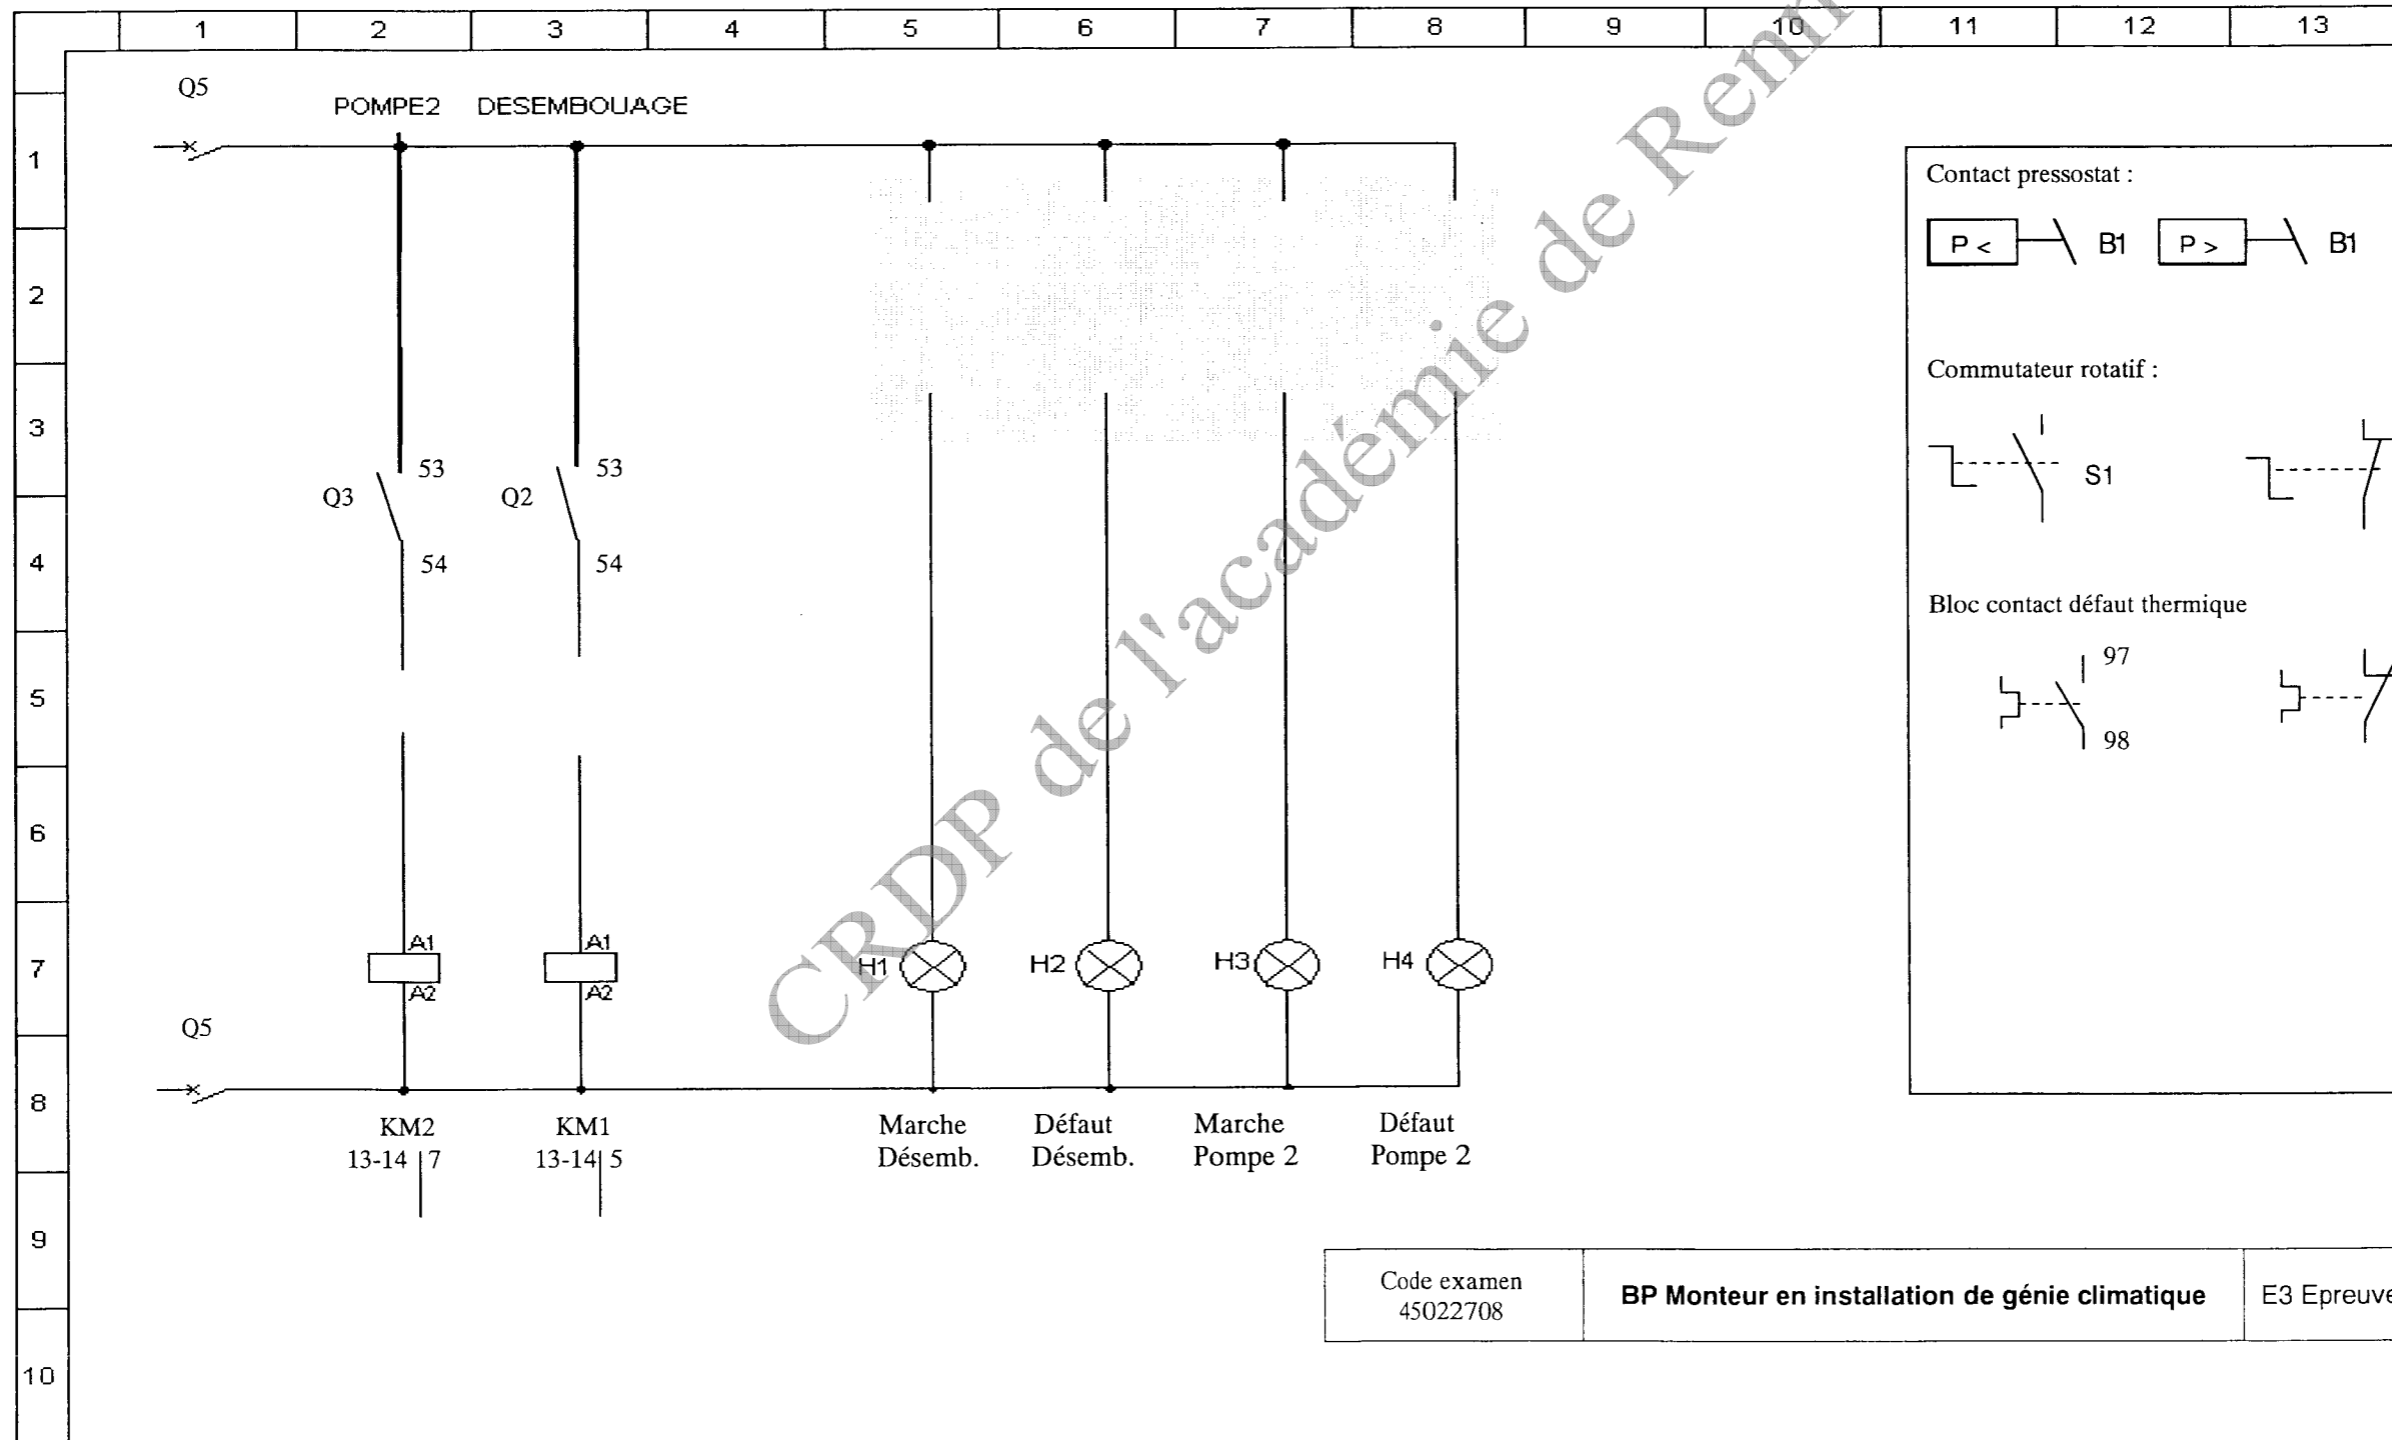 1 2 3 4 5 6 7 8 9 10 11 12 13
Q5
POMPE2 DESEMBOUAGE
1
2
3
4
5
6
7
8
9
10
53
Q3
54
53
Q2
54
A1
A2
A1
A2
H1
H2
H3
H4
Q5
KM2
13-14 7
KM1
13-14 5
Marche
Désemb.
Défaut
Désemb.
Marche
Pompe 2
Défaut
Pompe 2
Contact pressostat :
P < B1 P > B1
Commutateur rotatif :
S1
Bloc contact défaut thermique
97
98
Code examen
45022708
BP Monteur en installation de génie climatique
E3 Epreuve
CRDP de l'académie de Renn